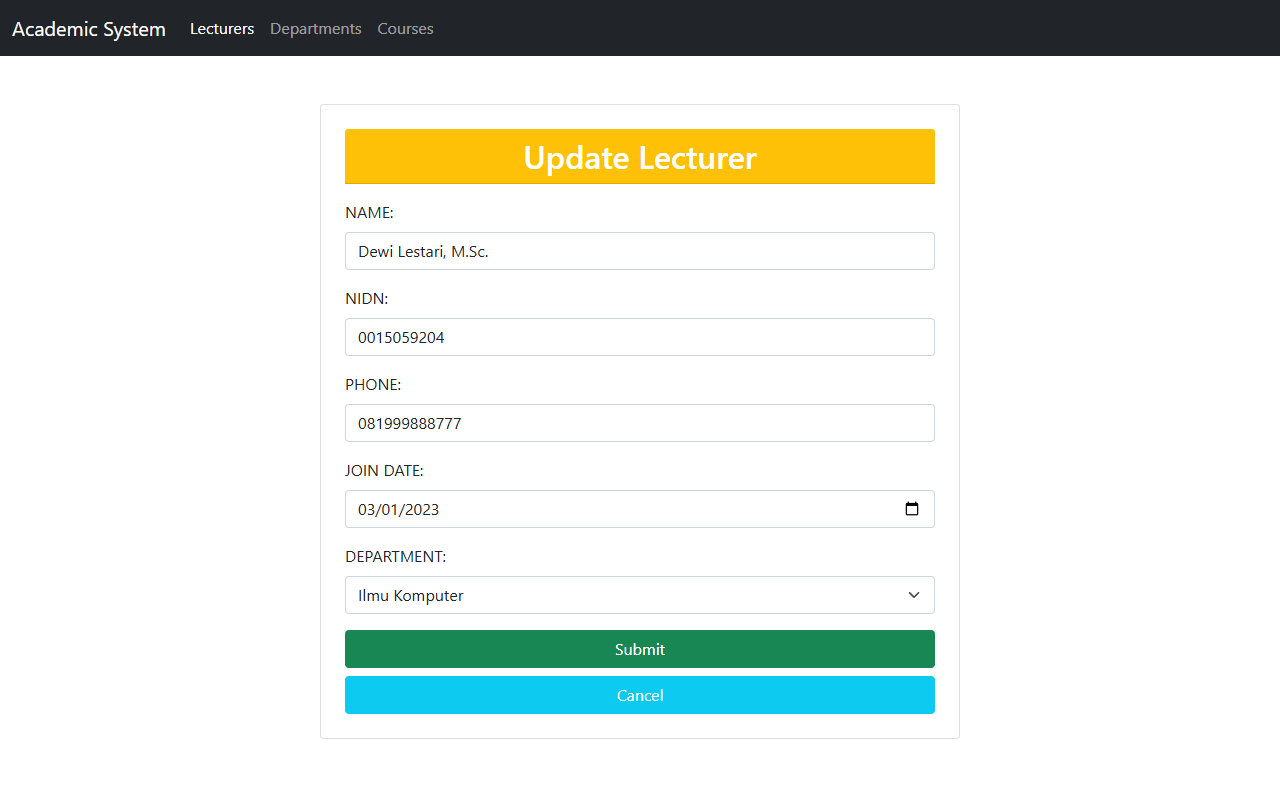 Academic System Lecturers Departments Courses
Update Lecturer
NAME:
Dewi Lestari, M.Sc.
NIDN:
0015059204
PHONE:
081999888777
JOIN DATE:
03/01/2023
DEPARTMENT:
Ilmu Komputer
Submit
Cancel